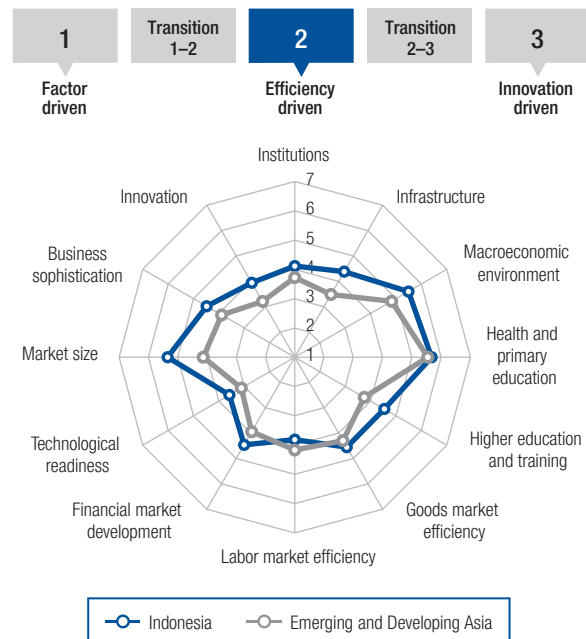 1
Transition
1–2
2
Transition
2–3
3
Factor
driven
Efficiency
driven
Innovation
driven
Institutions
7
Innovation
Infrastructure
6
5
Business
sophistication
Macroeconomic
environment
4
3
2
Market size
1
Health and
primary
education
Technological
readiness
Higher education
and training
Financial market
development
Goods market
efficiency
Labor market efficiency
Indonesia
Emerging and Developing Asia